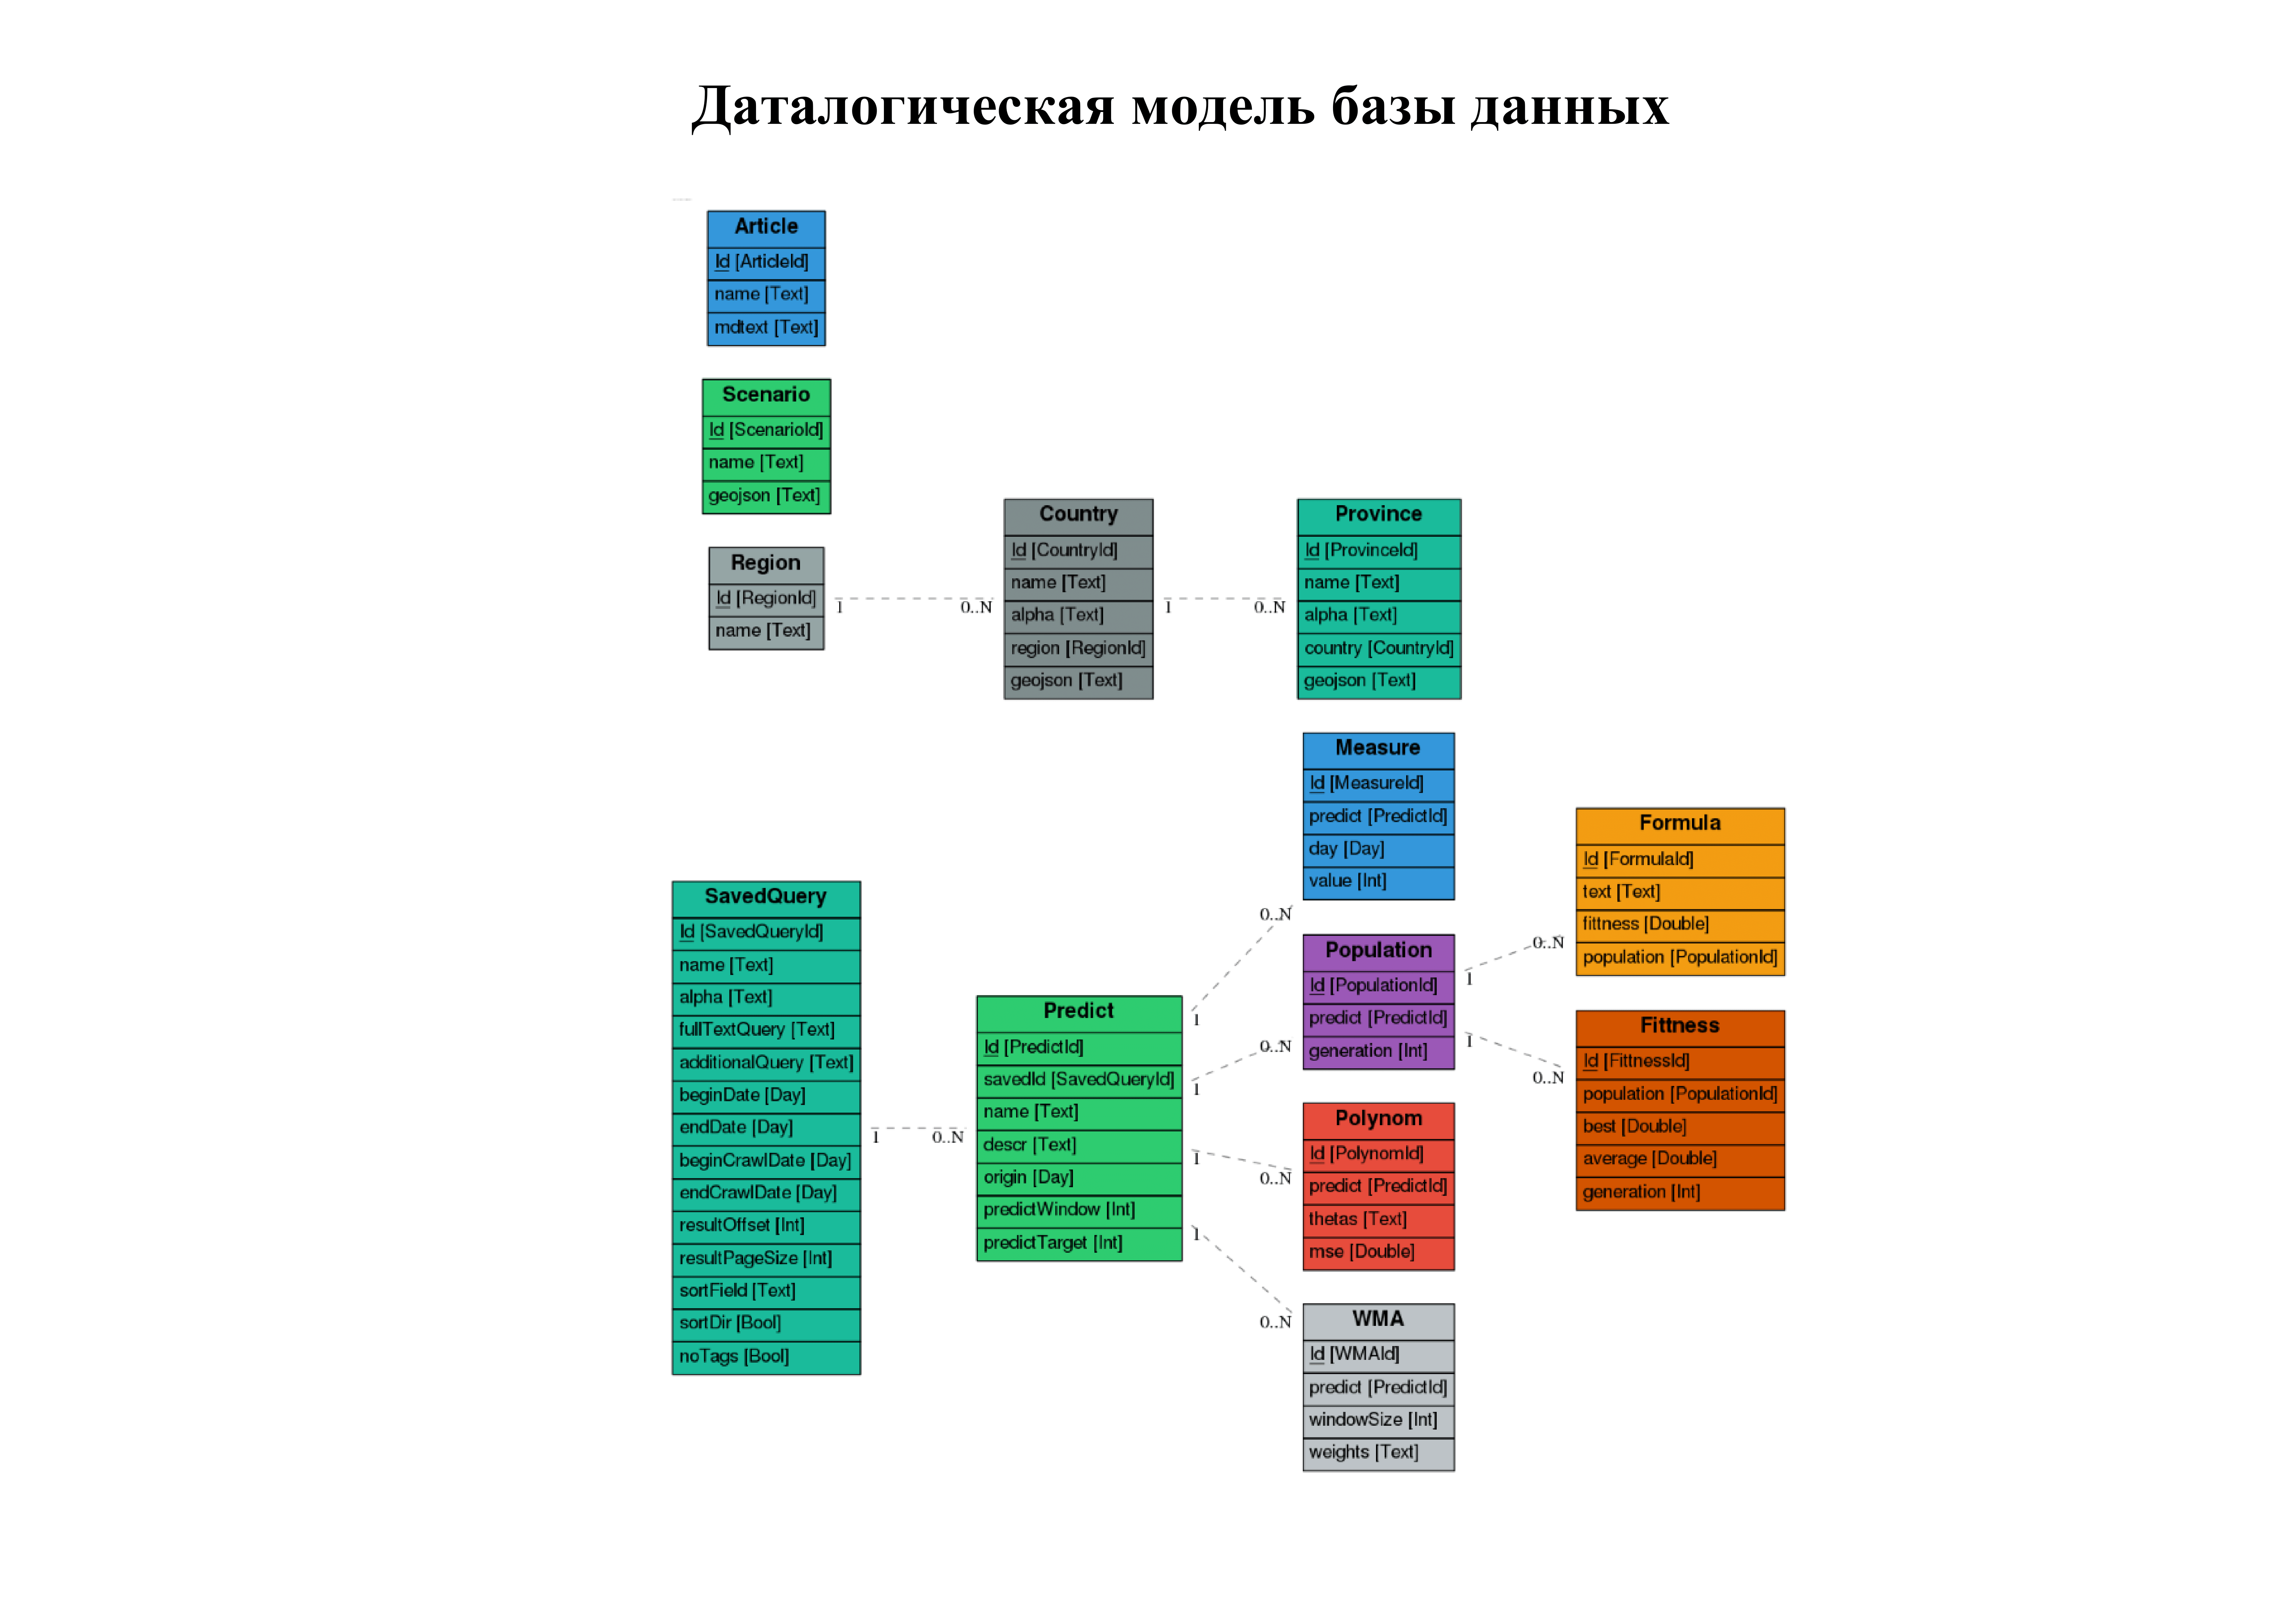 Даталогическая модель базы данных
Article
Id [ArticleId]
name [Text]
mdtext [Text]
Scenario
Id [ScenarioId]
name [Text]
geojson [Text]
Region
Id [RegionId]
name [Text]
1
0..N
Country
Id [CountryId]
name [Text]
alpha [Text]
region [RegionId]
geojson [Text]
1
0..N
Province
Id [ProvinceId]
name [Text]
alpha [Text]
country [CountryId]
geojson [Text]
SavedQuery
Id [SavedQueryId]
name [Text]
alpha [Text]
fullTextQuery [Text]
additionalQuery [Text]
beginDate [Day]
endDate [Day]
beginCrawlDate [Day]
endCrawlDate [Day]
resultOffset [Int]
resultPageSize [Int]
sortField [Text]
sortDir [Bool]
noTags [Bool]
1
0..N
Predict
Id [PredictId]
savedId [SavedQueryId]
name [Text]
descr [Text]
origin [Day]
predictWindow [Int]
predictTarget [Int]
1
0..N
1
0..N
1
0..N
1
0..N
Measure
Id [MeasureId]
predict [PredictId]
day [Day]
value [Int]
Population
Id [PopulationId]
predict [PredictId]
generation [Int]
1
0..N
1
0..N
Polynom
Id [PolynomId]
predict [PredictId]
thetas [Text]
mse [Double]
WMA
Id [WMAId]
predict [PredictId]
windowSize [Int]
weights [Text]
Formula
Id [FormulaId]
text [Text]
fittness [Double]
population [PopulationId]
Fittness
Id [FittnessId]
population [PopulationId]
best [Double]
average [Double]
generation [Int]